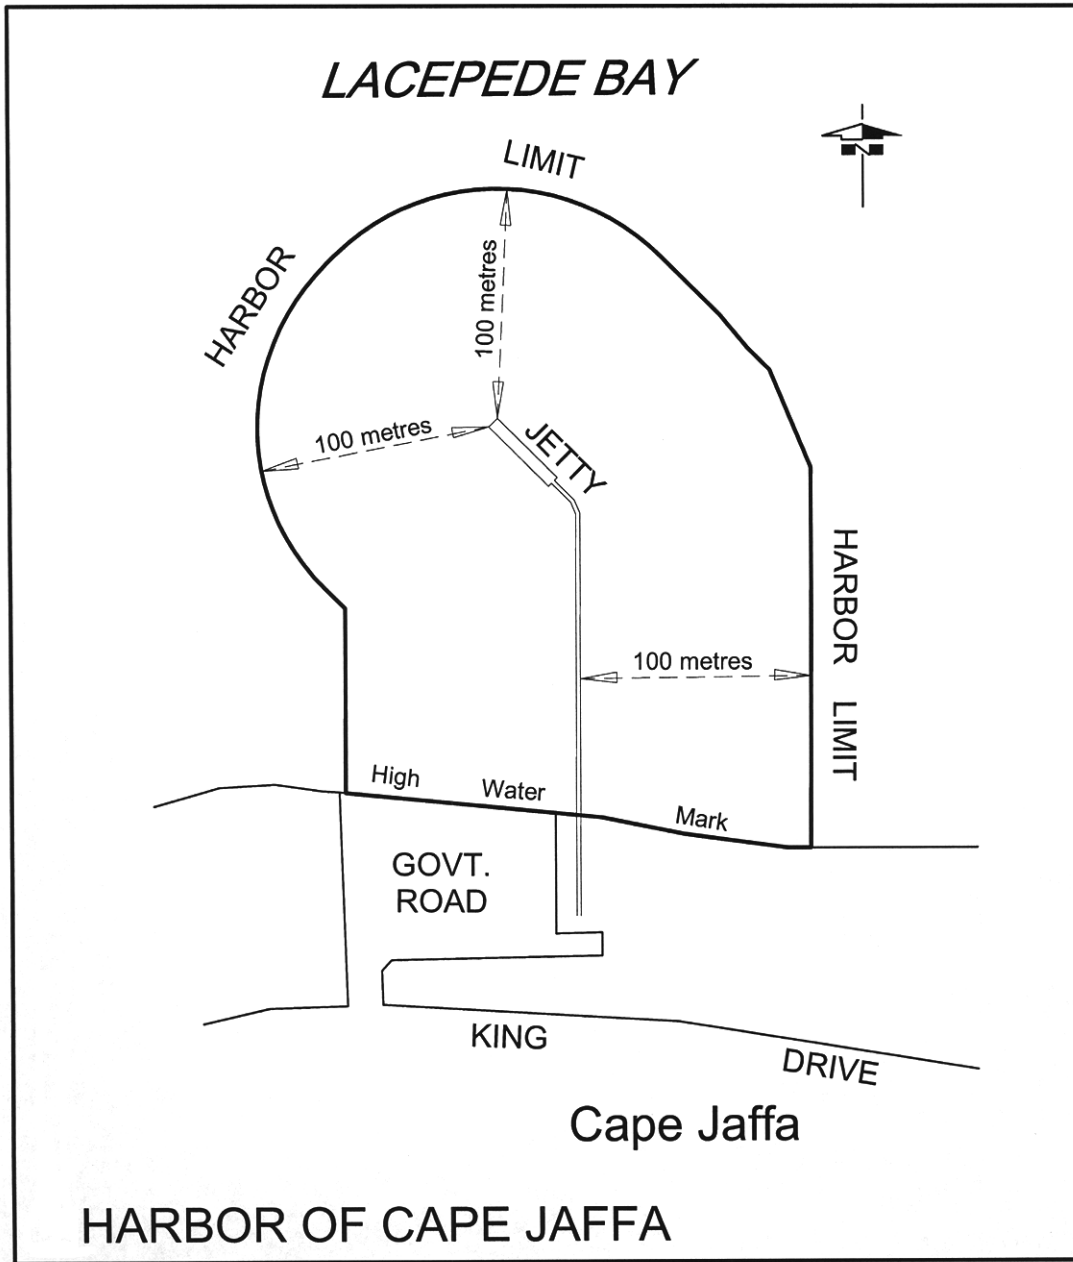 LACEPEDE BAY
LIMIT
N
HARBOR
100 metres
100 metres
JETTY
HARBOR LIMIT
100 metres
High Water Mark
GOVT.
ROAD
KING DRIVE
Cape Jaffa
HARBOR OF CAPE JAFFA